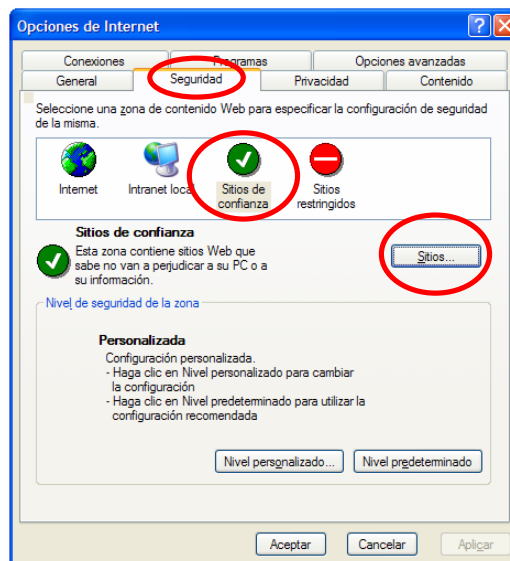 Opciones de Internet
Conexiones Programas Opciones avanzadas
General Seguridad Privacidad Contenido
Seleccione una zona de contenido Web para especificar la configuración de seguridad
de la misma.
Internet Intranet local Sitios de confianza Sitios restringidos
Sitios de confianza
Esta zona contiene sitios Web que
sabe no van a perjudicar a su PC o a
su información.
Sitios...
Nivel de seguridad de la zona
Personalizada
Configuración personalizada.
- Haga clic en Nivel personalizado para cambiar
la configuración
- Haga clic en Nivel predeterminado para utilizar la
configuración recomendada
Nivel personalizado... Nivel predeterminado
Aceptar Cancelar Aplicar